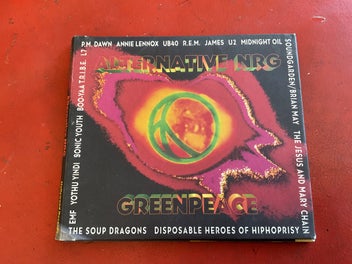 P.M. DAWN ANNIE LENNOX UB40 R.E.M. JAMES U2 MIDNIGHT OIL
SOUNDGARDEN/BRIAN MAY THE JESUS AND MARY CHAIN
EMF YOTHU YINDI SONIC YOUTH BOO-YAA T.R.I.B.E. L7
ALTERNATIVE NRG
GREENPEACE
THE SOUP DRAGONS DISPOSABLE HEROES OF HIPHOPRISY